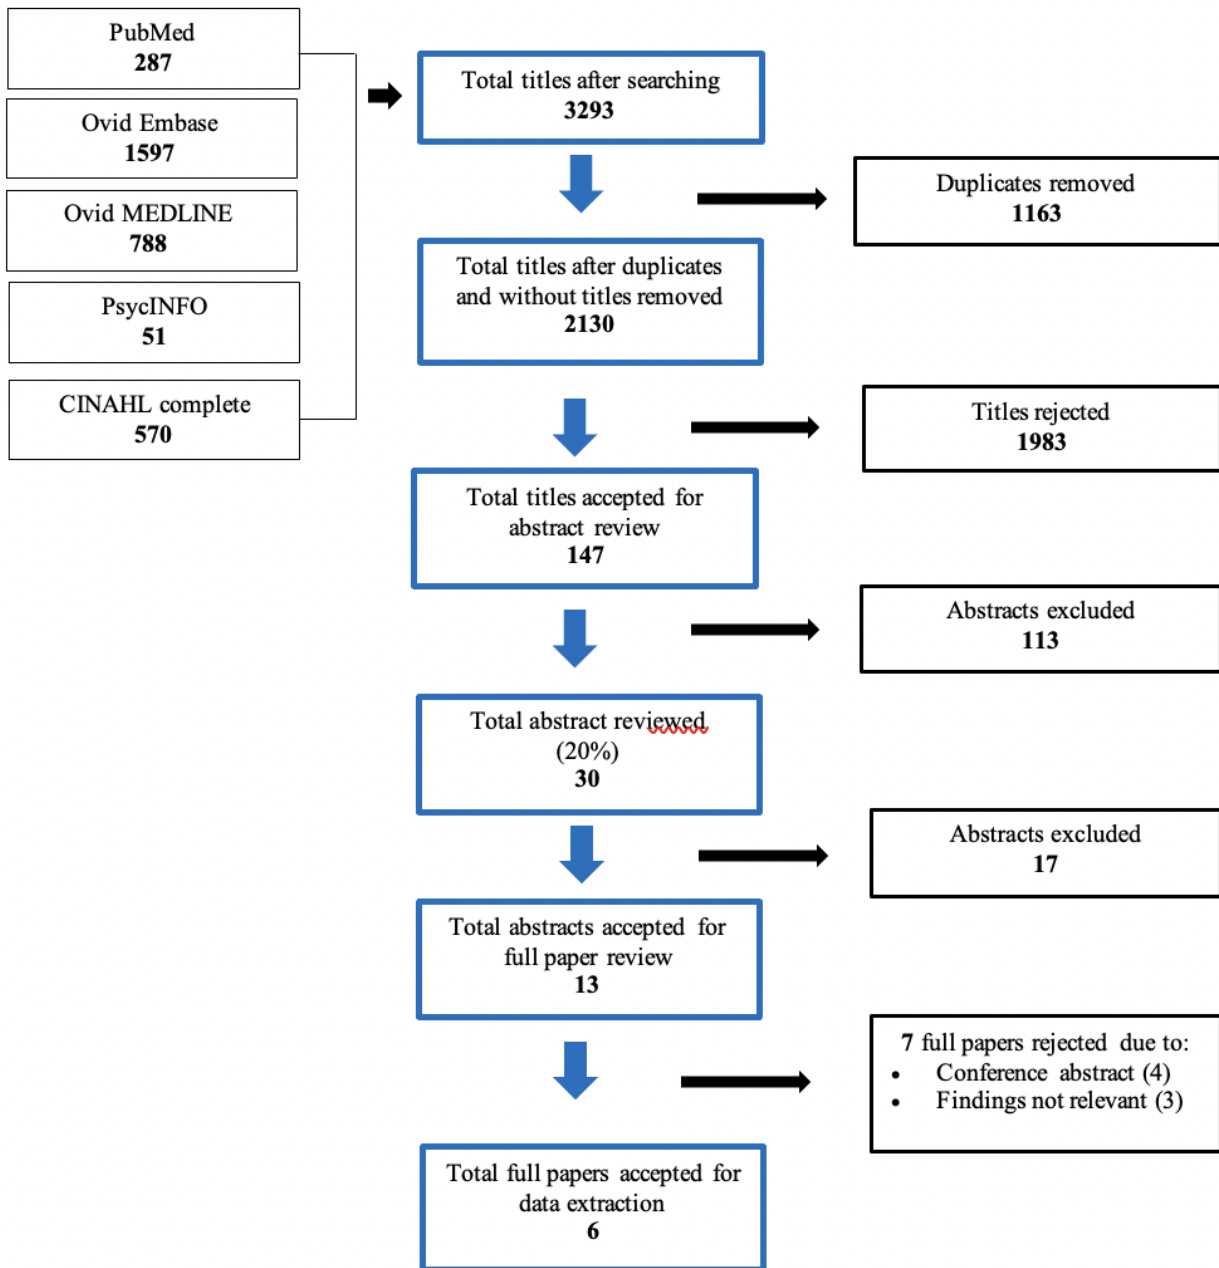 PubMed
287
Ovid Embase
1597
Ovid MEDLINE
788
PsycINFO
51
CINAHL complete
570
Total titles after searching
3293
Duplicates removed
1163
Total titles after duplicates
and without titles removed
2130
Titles rejected
1983
Total titles accepted for
abstract review
147
Abstracts excluded
113
Total abstract reviewed
(20%)
30
Abstracts excluded
17
Total abstracts accepted for
full paper review
13
7 full papers rejected due to:
• Conference abstract (4)
• Findings not relevant (3)
Total full papers accepted for
data extraction
6